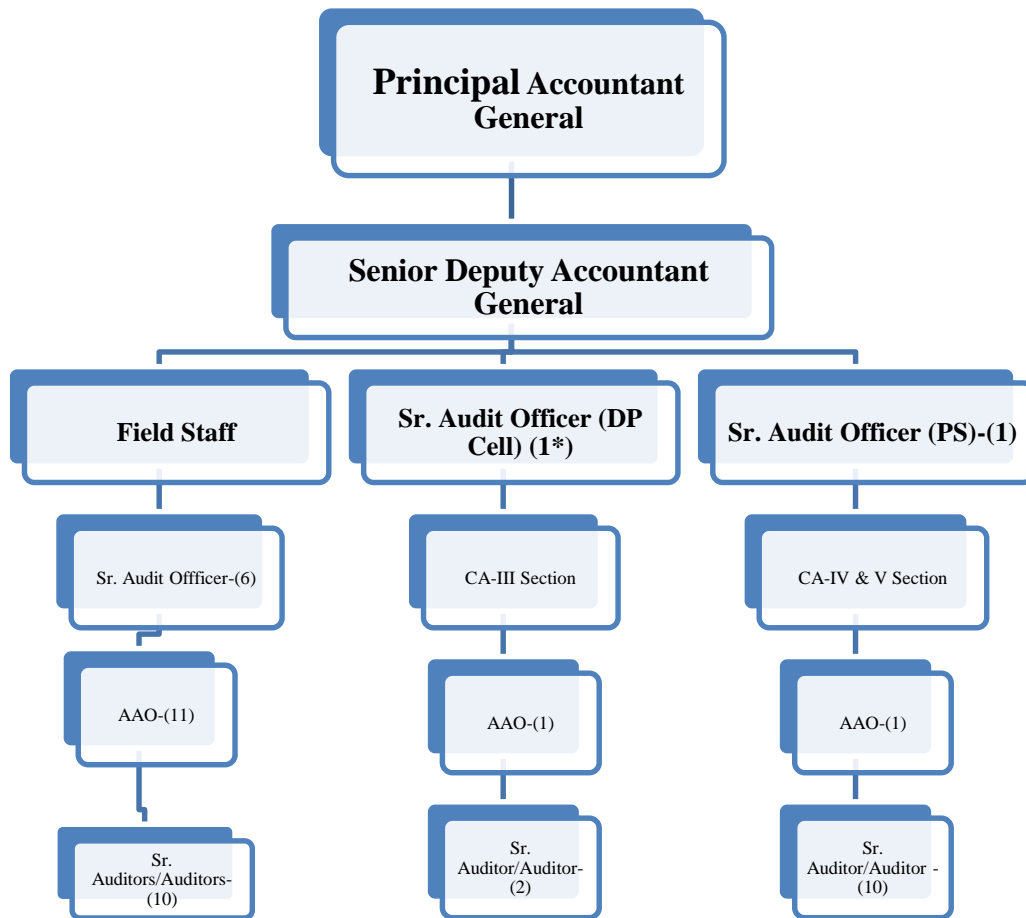 Principal Accountant
General
Senior Deputy Accountant
General
Field Staff
Sr. Audit Officer (DP
Cell) (1*)
Sr. Audit Officer (PS)-(1)
Sr. Audit Offficer-(6)
CA-III Section
CA-IV & V Section
AAO-(11)
AAO-(1)
AAO-(1)
Sr.
Auditors/Auditors-
(10)
Sr.
Auditor/Auditor-
(2)
Sr.
Auditor/Auditor -
(10)